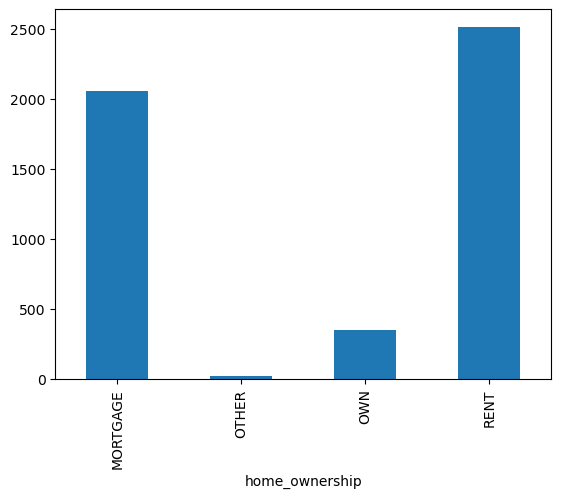 2500
2000
1500
1000
500
0
MORTGAGE
OTHER
OWN
RENT
home_ownership